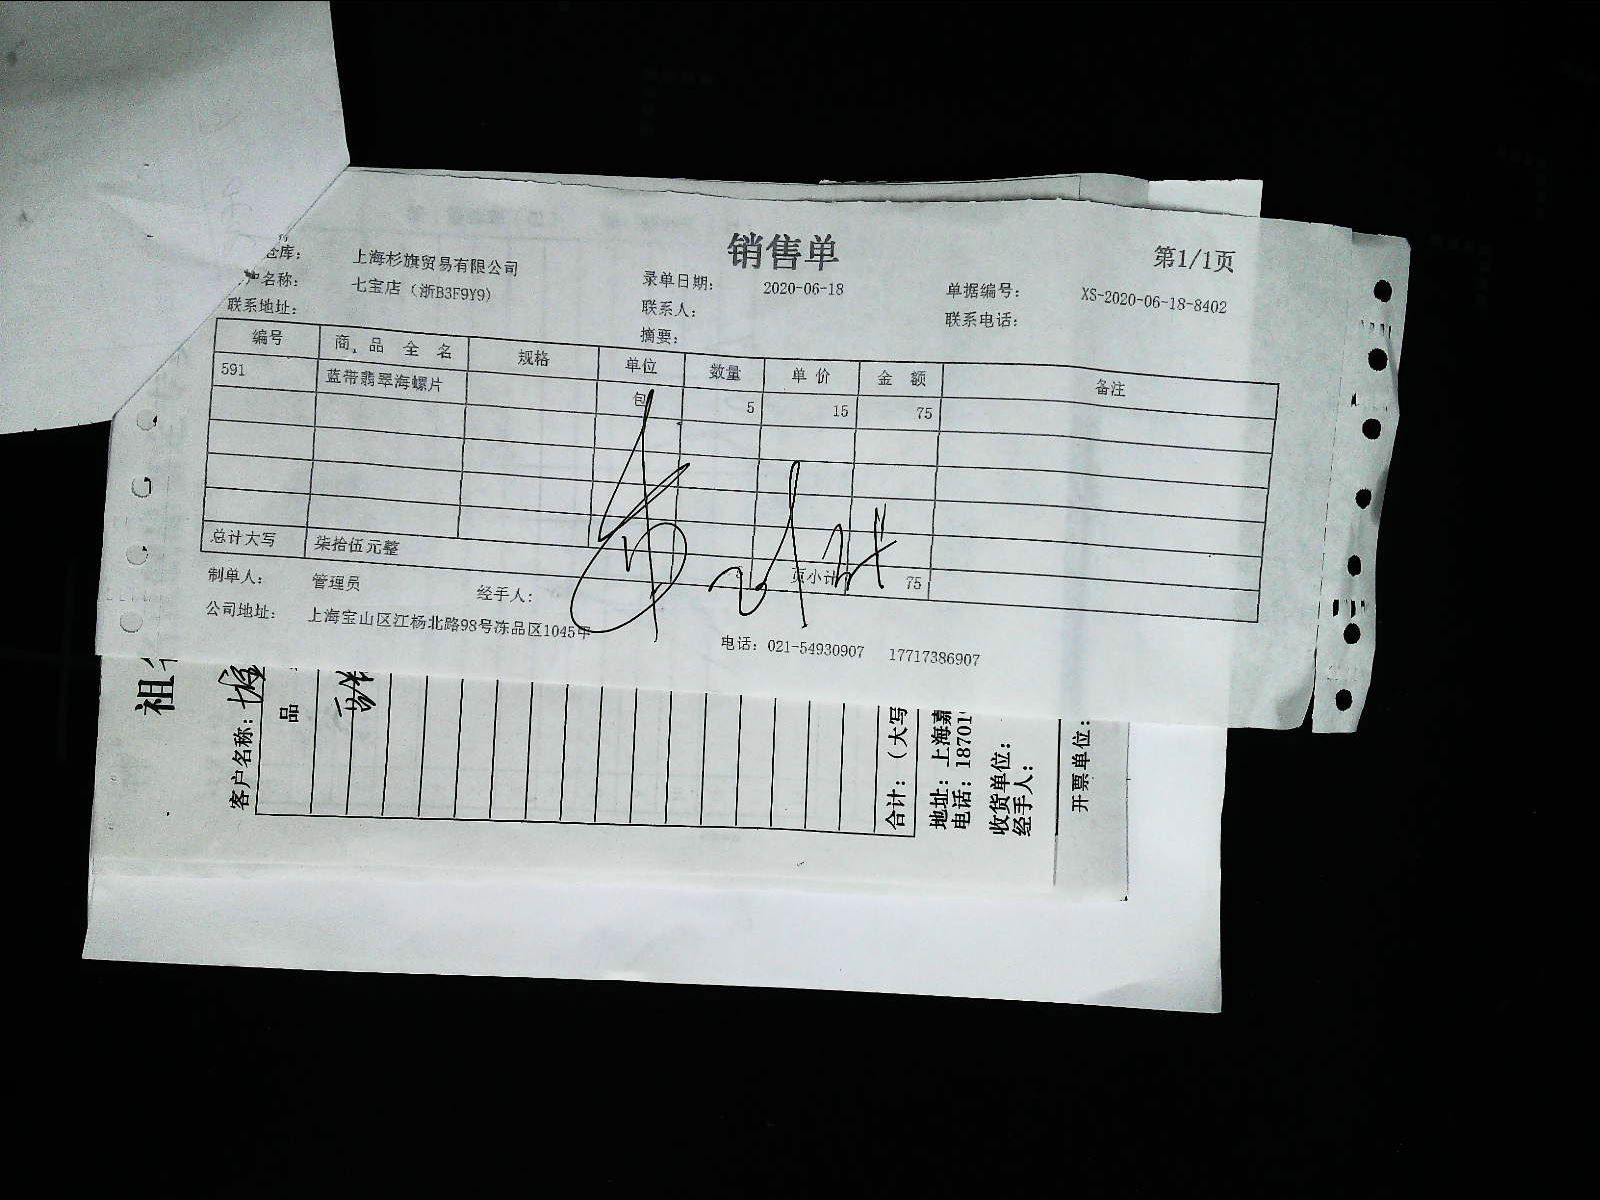 销售单
第1/1页
仓库： 上海杉旗贸易有限公司 录单日期： 2020-06-18 单据编号： XS-2020-06-18-8402
户名称： 七宝店（浙B3F9Y9） 联系人： 联系电话：
联系地址： 摘要：
编号 商品全名 规格 单位 数量 单价 金额 备注
591 蓝带翡翠海螺片 包 5 15 75
总计大写 柒拾伍元整 页小计 75
制单人： 管理员 经手人：
公司地址： 上海宝山区江杨北路98号冻品区1045甲 电话：021-54930907 17717386907
祖
客户名称：
品
合计：（大写
地址：上海嘉
电话：18701
收货单位：
经手人：
开票单位：